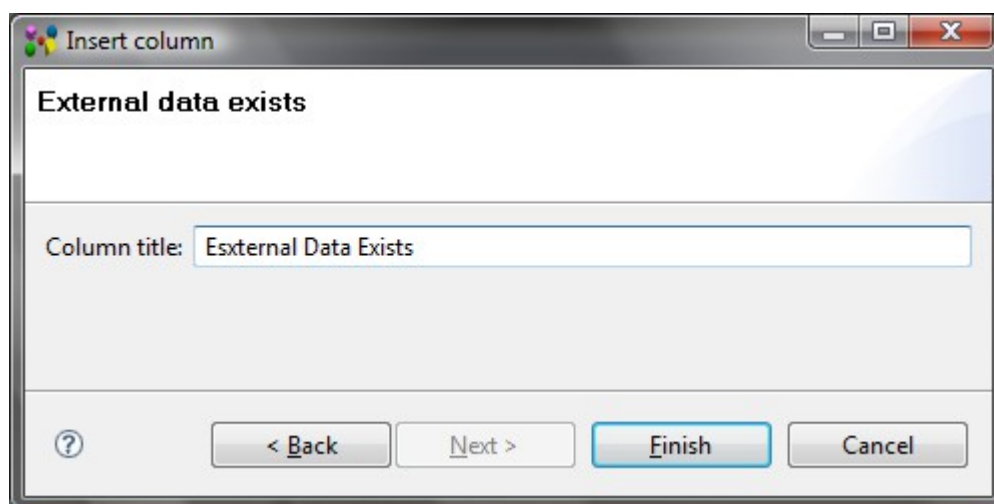 Insert column
External data exists
Column title: Esxternal Data Exists
? < Back Next > Finish Cancel